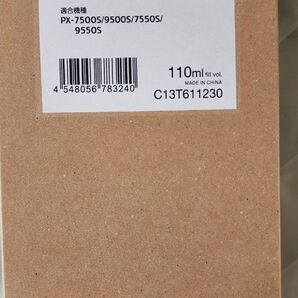 適合機種
PX-7500S/9500S/7550S/
9550S
4 548056 783240
110ml fill vol.
MADE IN CHINA
C13T611230